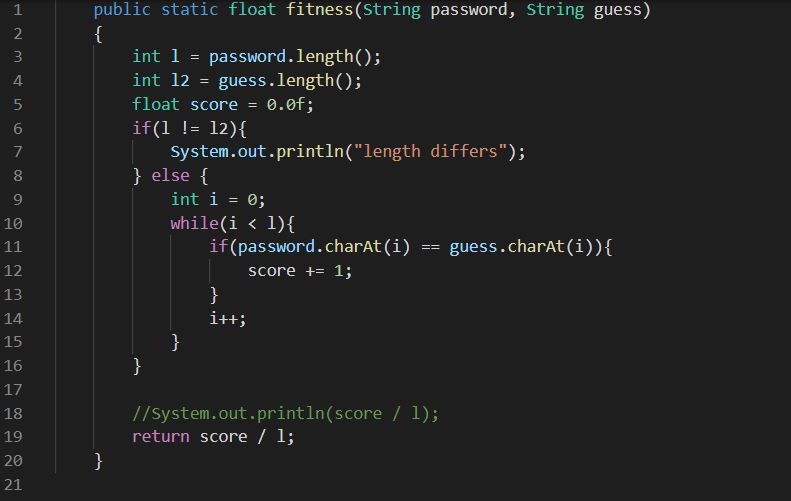 1 public static float fitness(String password, String guess)
2 {
3 int l = password.length();
4 int l2 = guess.length();
5 float score = 0.0f;
6 if(l != l2){
7 System.out.println("length differs");
8 } else {
9 int i = 0;
10 while(i < l){
11 if(password.charAt(i) == guess.charAt(i)){
12 score += 1;
13 }
14 i++;
15 }
16 }
17
18 //System.out.println(score / l);
19 return score / l;
20 }
21